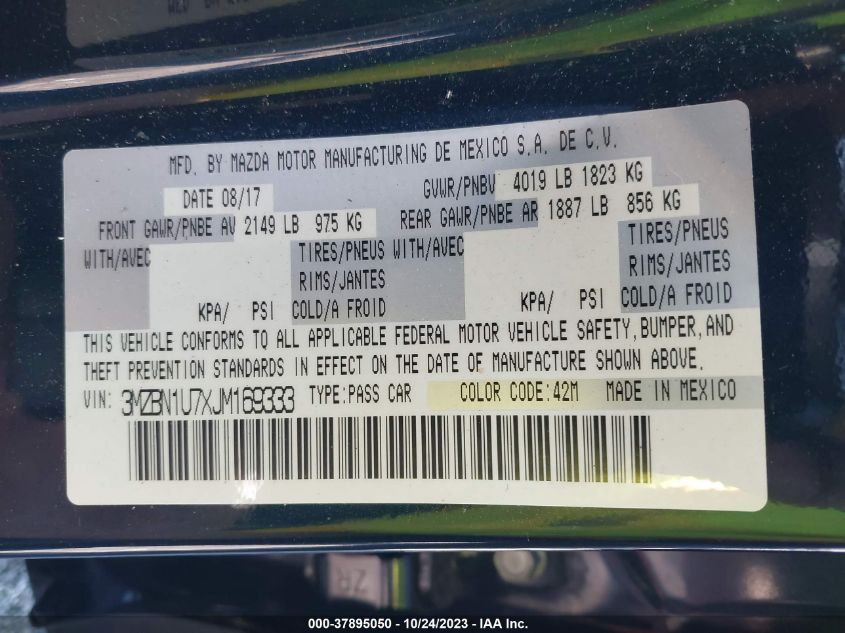 MFD. BY MAZDA MOTOR MANUFACTURING DE MEXICO S.A. DE C.V.
DATE 08/17 GVWR/PNBV 4019 LB 1823 KG
FRONT GAWR/PNBE AV 2149 LB 975 KG REAR GAWR/PNBE AR 1887 LB 856 KG
WITH/AVEC TIRES/PNEUS WITH/AVEC TIRES/PNEUS
RIMS/JANTES RIMS/JANTES
KPA/ PSI COLD/A FROID KPA/ PSI COLD/A FROID
THIS VEHICLE CONFORMS TO ALL APPLICABLE FEDERAL MOTOR VEHICLE SAFETY, BUMPER, AND
THEFT PREVENTION STANDARDS IN EFFECT ON THE DATE OF MANUFACTURE SHOWN ABOVE.
VIN: 3MZBN1U7XJM169333 TYPE:PASS CAR COLOR CODE:42M MADE IN MEXICO
ZR
000-37895050 - 10/24/2023 - IAA Inc.